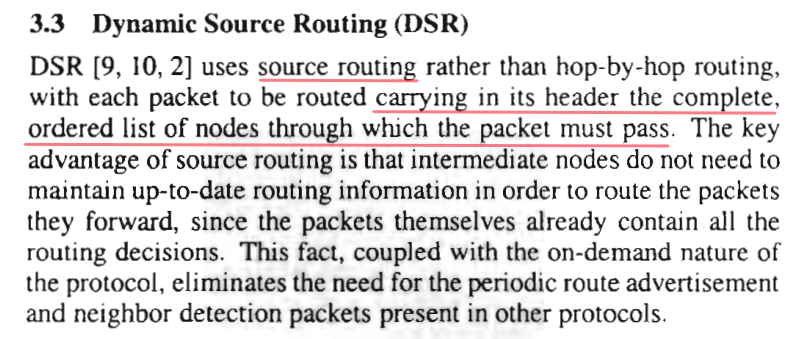 3.3 Dynamic Source Routing (DSR)
DSR [9, 10, 2] uses source routing rather than hop-by-hop routing,
with each packet to be routed carrying in its header the complete,
ordered list of nodes through which the packet must pass. The key
advantage of source routing is that intermediate nodes do not need to
maintain up-to-date routing information in order to route the packets
they forward, since the packets themselves already contain all the
routing decisions. This fact, coupled with the on-demand nature of
the protocol, eliminates the need for the periodic route advertisement
and neighbor detection packets present in other protocols.